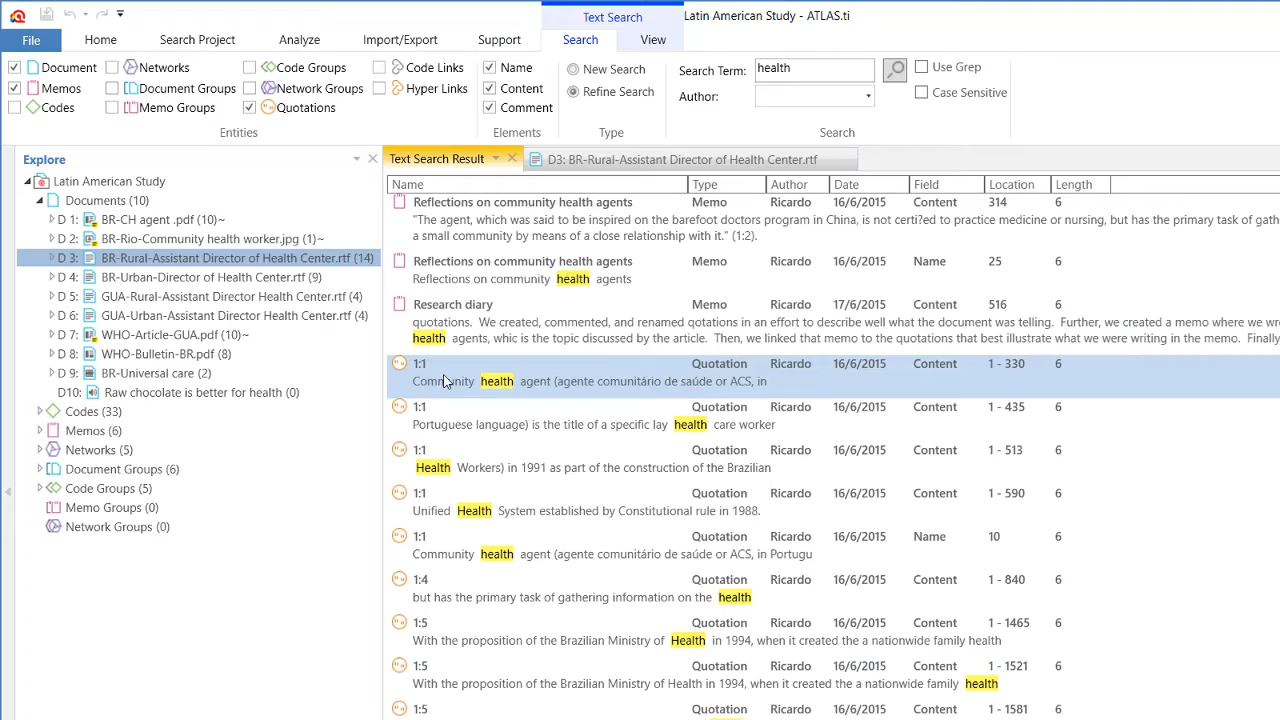 Text Search
Latin American Study - ATLAS.ti
File
Home
Search Project
Analyze
Import/Export
Support
Search
View
Document
Networks
Code Groups
Code Links
Name
New Search
Search Term:
health
Use Grep
Memos
Document Groups
Network Groups
Hyper Links
Content
Refine Search
Author:
Case Sensitive
Codes
Memo Groups
Quotations
Comment
Entities
Elements
Type
Search
Explore
Text Search Result
D3: BR-Rural-Assistant Director of Health Center.rtf
Latin American Study
Documents (10)
D 1: BR-CH agent .pdf (10)~
D 2: BR-Rio-Community health worker.jpg (1)~
D 3: BR-Rural-Assistant Director of Health Center.rtf (14)
D 4: BR-Urban-Director of Health Center.rtf (9)
D 5: GUA-Rural-Assistant Director Health Center.rtf (4)
D 6: GUA-Urban-Assistant Director Health Center.rtf (4)
D 7: WHO-Article-GUA.pdf (10)~
D 8: WHO-Bulletin-BR.pdf (8)
D 9: BR-Universal care (2)
D10: Raw chocolate is better for health (0)
Codes (33)
Memos (6)
Networks (5)
Document Groups (6)
Code Groups (5)
Memo Groups (0)
Network Groups (0)
Name Type Author Date Field Location Length
Reflections on community health agents Memo Ricardo 16/6/2015 Content 314 6
"The agent, which was said to be inspired on the barefoot doctors program in China, is not certi?ed to practice medicine or nursing, but has the primary task of gath
a small community by means of a close relationship with it." (1:2).
Reflections on community health agents Memo Ricardo 16/6/2015 Name 25 6
Reflections on community health agents
Research diary Memo Ricardo 17/6/2015 Content 516 6
quotations. We created, commented, and renamed qotations in an effort to describe well what the document was telling. Further, we created a memo where we wro
health agents, whic is the topic discussed by the article. Then, we linked that memo to the quotations that best illustrate what we were writing in the memo. Finally
1:1 Quotation Ricardo 16/6/2015 Content 1 - 330 6
Community health agent (agente comunitário de saúde or ACS, in
1:1 Quotation Ricardo 16/6/2015 Content 1 - 435 6
Portuguese language) is the title of a specific lay health care worker
1:1 Quotation Ricardo 16/6/2015 Content 1 - 513 6
Health Workers) in 1991 as part of the construction of the Brazilian
1:1 Quotation Ricardo 16/6/2015 Content 1 - 590 6
Unified Health System established by Constitutional rule in 1988.
1:1 Quotation Ricardo 16/6/2015 Name 10 6
Community health agent (agente comunitário de saúde or ACS, in Portugu
1:4 Quotation Ricardo 16/6/2015 Content 1 - 840 6
but has the primary task of gathering information on the health
1:5 Quotation Ricardo 16/6/2015 Content 1 - 1465 6
With the proposition of the Brazilian Ministry of Health in 1994, when it created the a nationwide family health
1:5 Quotation Ricardo 16/6/2015 Content 1 - 1521 6
With the proposition of the Brazilian Ministry of Health in 1994, when it created the a nationwide family health
1:5 Quotation Ricardo 16/6/2015 Content 1 - 1581 6